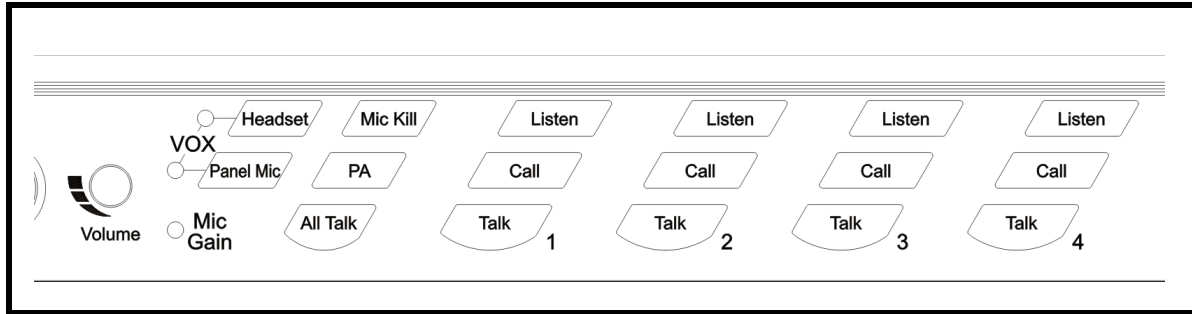 Headset Mic Kill Listen Listen Listen Listen
VOX
Panel Mic PA Call Call Call Call
Volume Mic Gain All Talk Talk 1 Talk 2 Talk 3 Talk 4